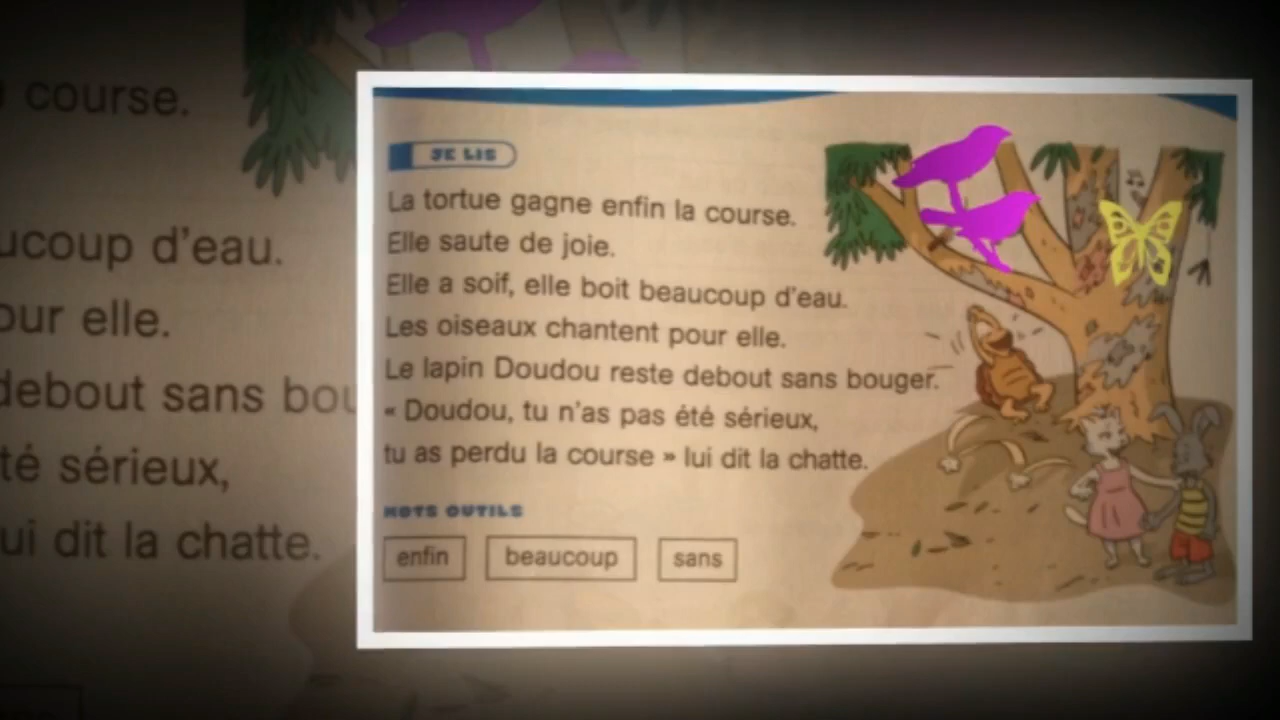 JE LIS
La tortue gagne enfin la course.
Elle saute de joie.
Elle a soif, elle boit beaucoup d'eau.
Les oiseaux chantent pour elle.
Le lapin Doudou reste debout sans bouger.
« Doudou, tu n'as pas été sérieux,
tu as perdu la course » lui dit la chatte.
MOTS OUTILS
enfin beaucoup sans
course.
ucoup d'eau.
our elle.
debout sans bou
té sérieux,
ui dit la chatte.